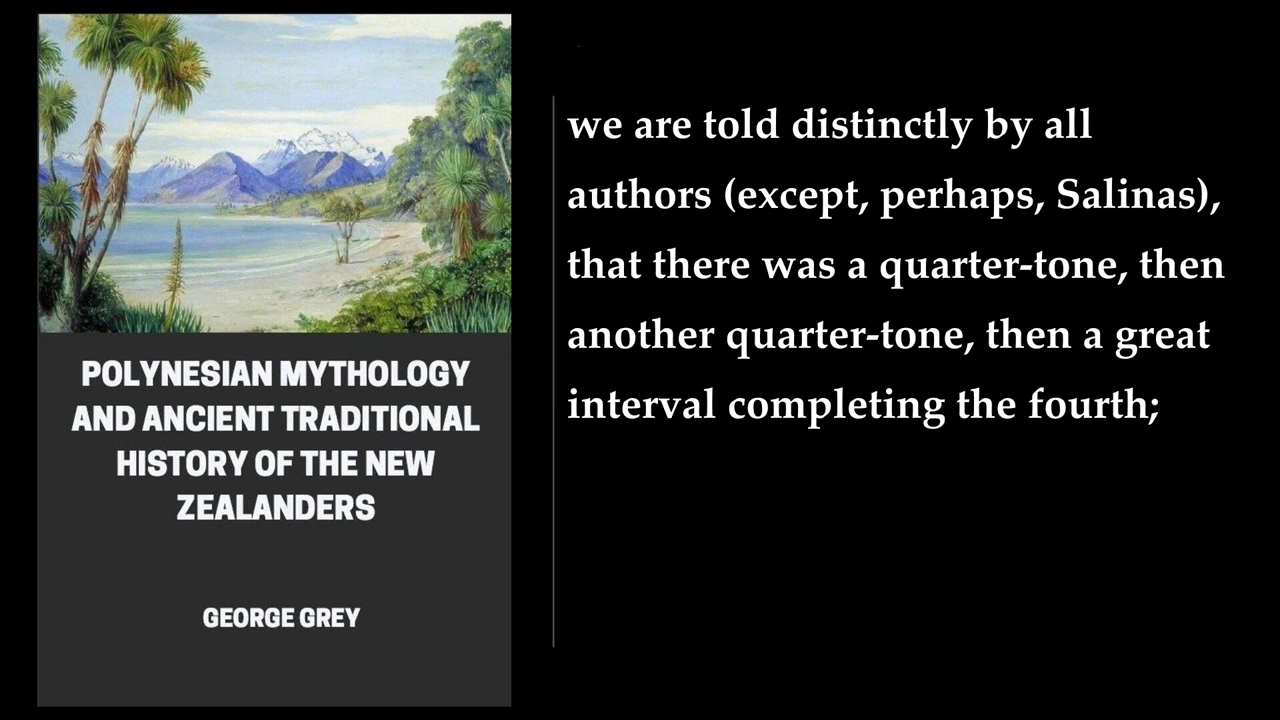 POLYNESIAN MYTHOLOGY
AND ANCIENT TRADITIONAL
HISTORY OF THE NEW
ZEALANDERS
GEORGE GREY
we are told distinctly by all
authors (except, perhaps, Salinas),
that there was a quarter-tone, then
another quarter-tone, then a great
interval completing the fourth;